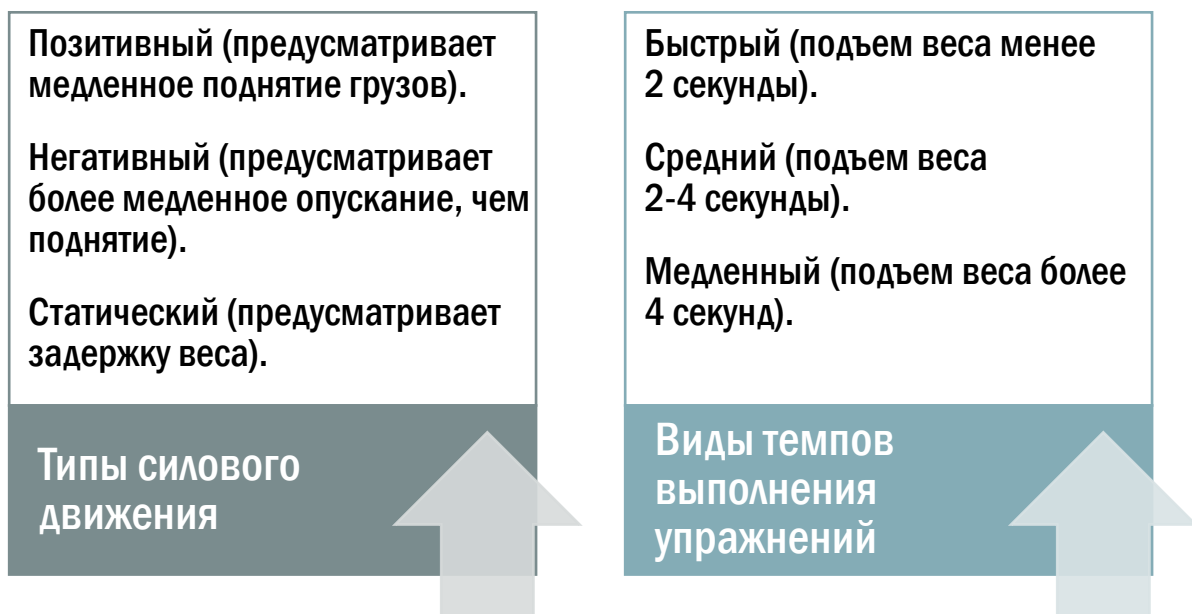 Позитивный (предусматривает
медленное поднятие грузов).
Негативный (предусматривает
более медленное опускание, чем
поднятие).
Статический (предусматривает
задержку веса).
Типы силового
движения
Быстрый (подъем веса менее
2 секунды).
Средний (подъем веса
2-4 секунды).
Медленный (подъем веса более
4 секунд).
Виды темпов
выполнения
упражнений